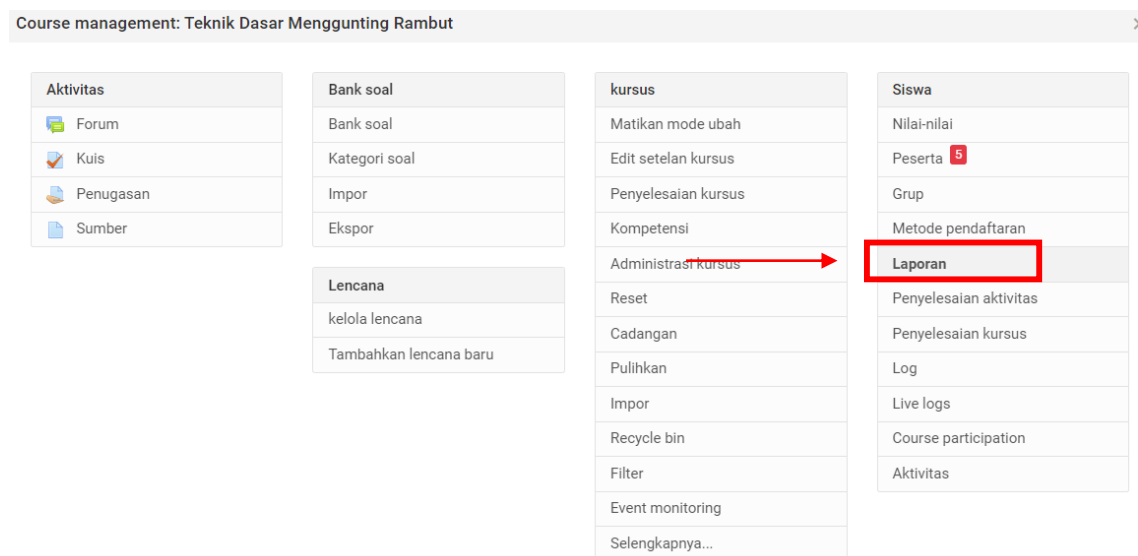 Course management: Teknik Dasar Menggunting Rambut
Aktivitas
Forum
Kuis
Penugasan
Sumber
Bank soal
Bank soal
Kategori soal
Impor
Ekspor
Lencana
kelola lencana
Tambahkan lencana baru
kursus
Matikan mode ubah
Edit setelan kursus
Penyelesaian kursus
Kompetensi
Administrasi kursus
Reset
Cadangan
Pulihkan
Impor
Recycle bin
Filter
Event monitoring
Selengkapnya...
Siswa
Nilai-nilai
Peserta 5
Grup
Metode pendaftaran
Laporan
Penyelesaian aktivitas
Penyelesaian kursus
Log
Live logs
Course participation
Aktivitas